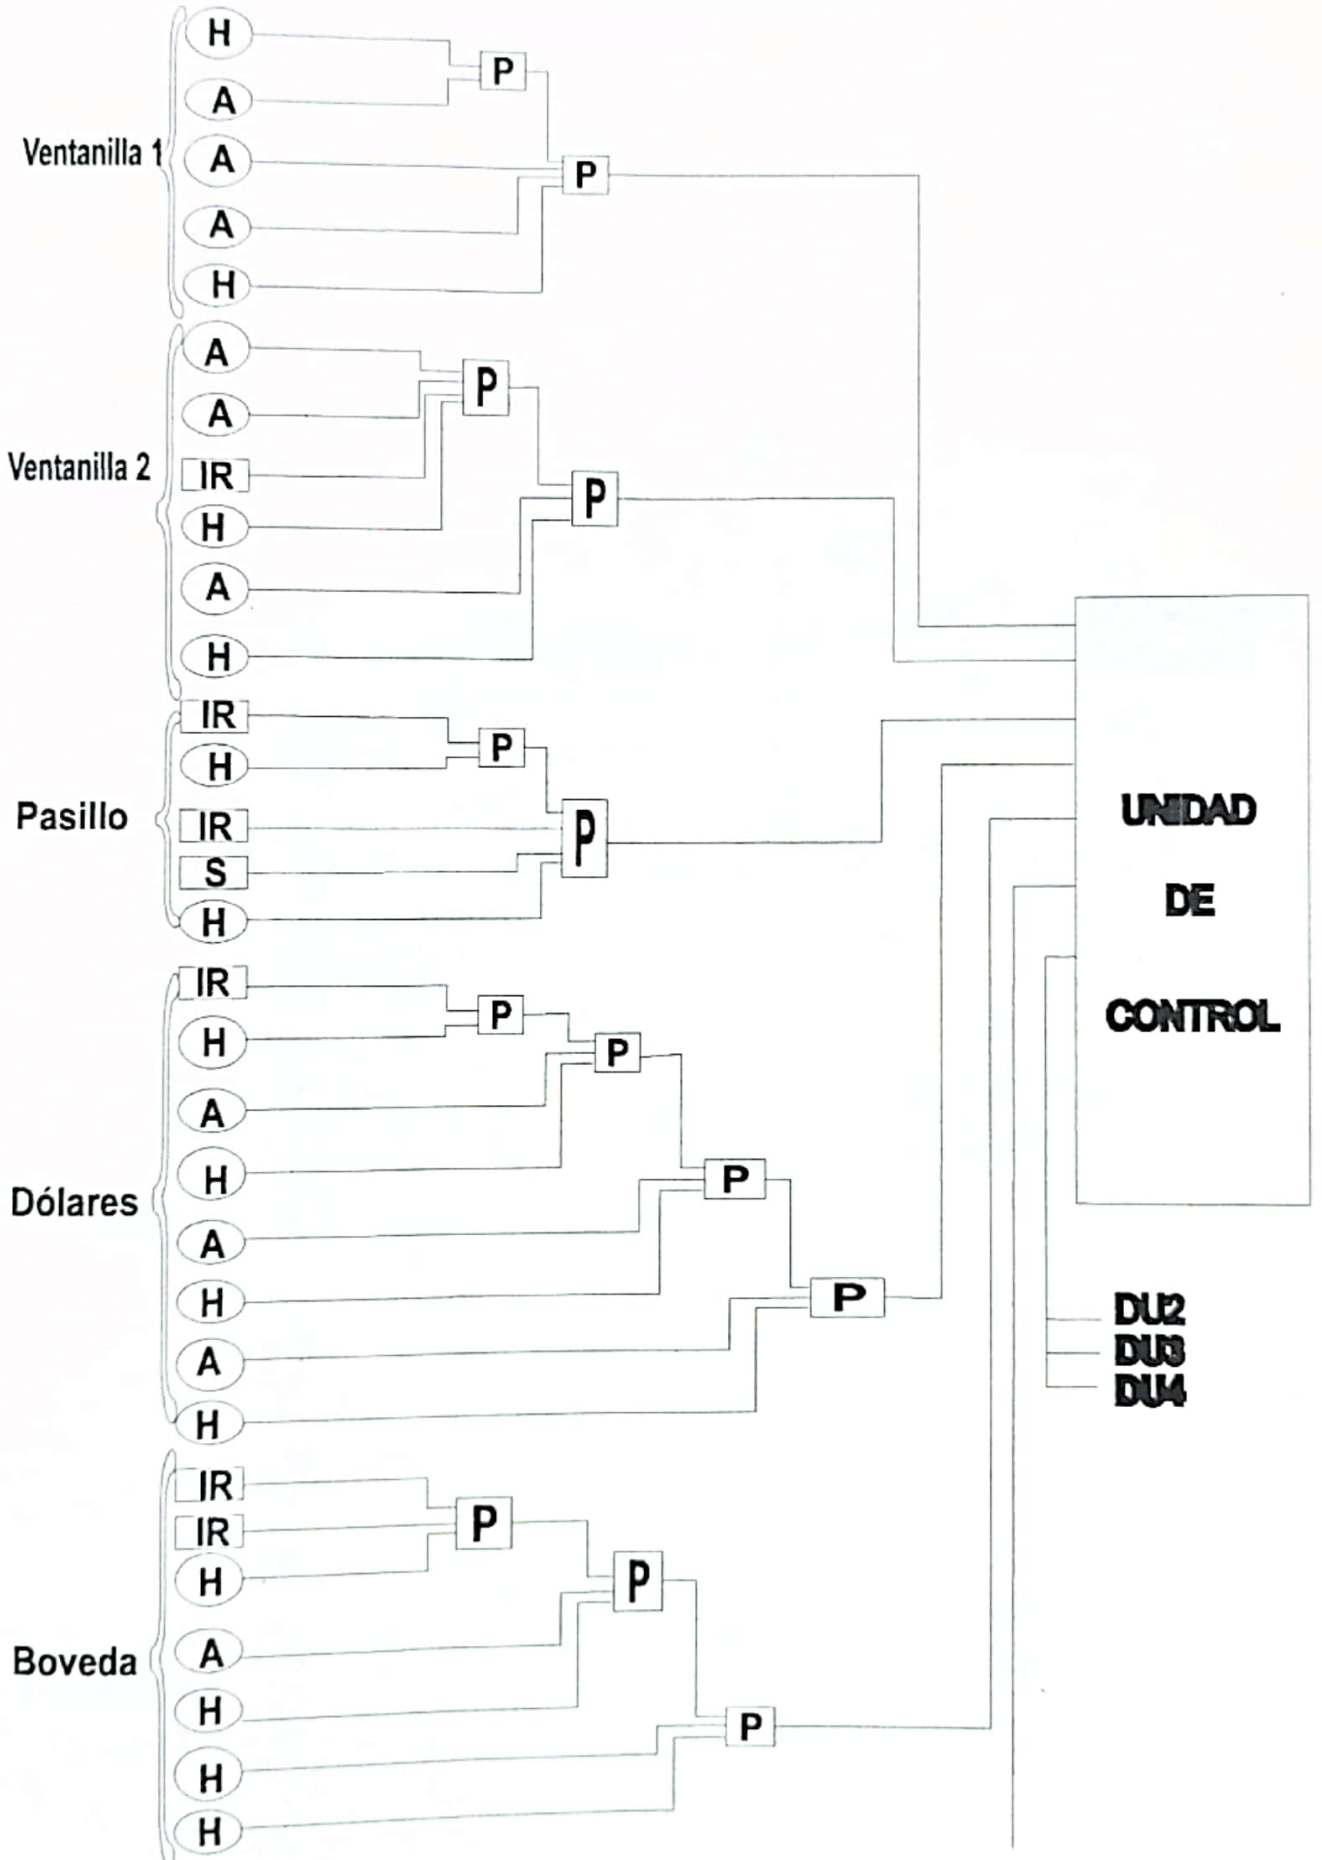 H
P
A
Ventanilla 1
A
P
A
H
A
P
A
Ventanilla 2
IR
P
H
A
H
IR
P
H
Pasillo
IR
P
S
H
UNIDAD
DE
CONTROL
IR
P
H
P
A
H
P
Dólares
A
H
P
A
H
DU2
DU3
DU4
IR
P
IR
H
P
A
Boveda
H
P
H
H